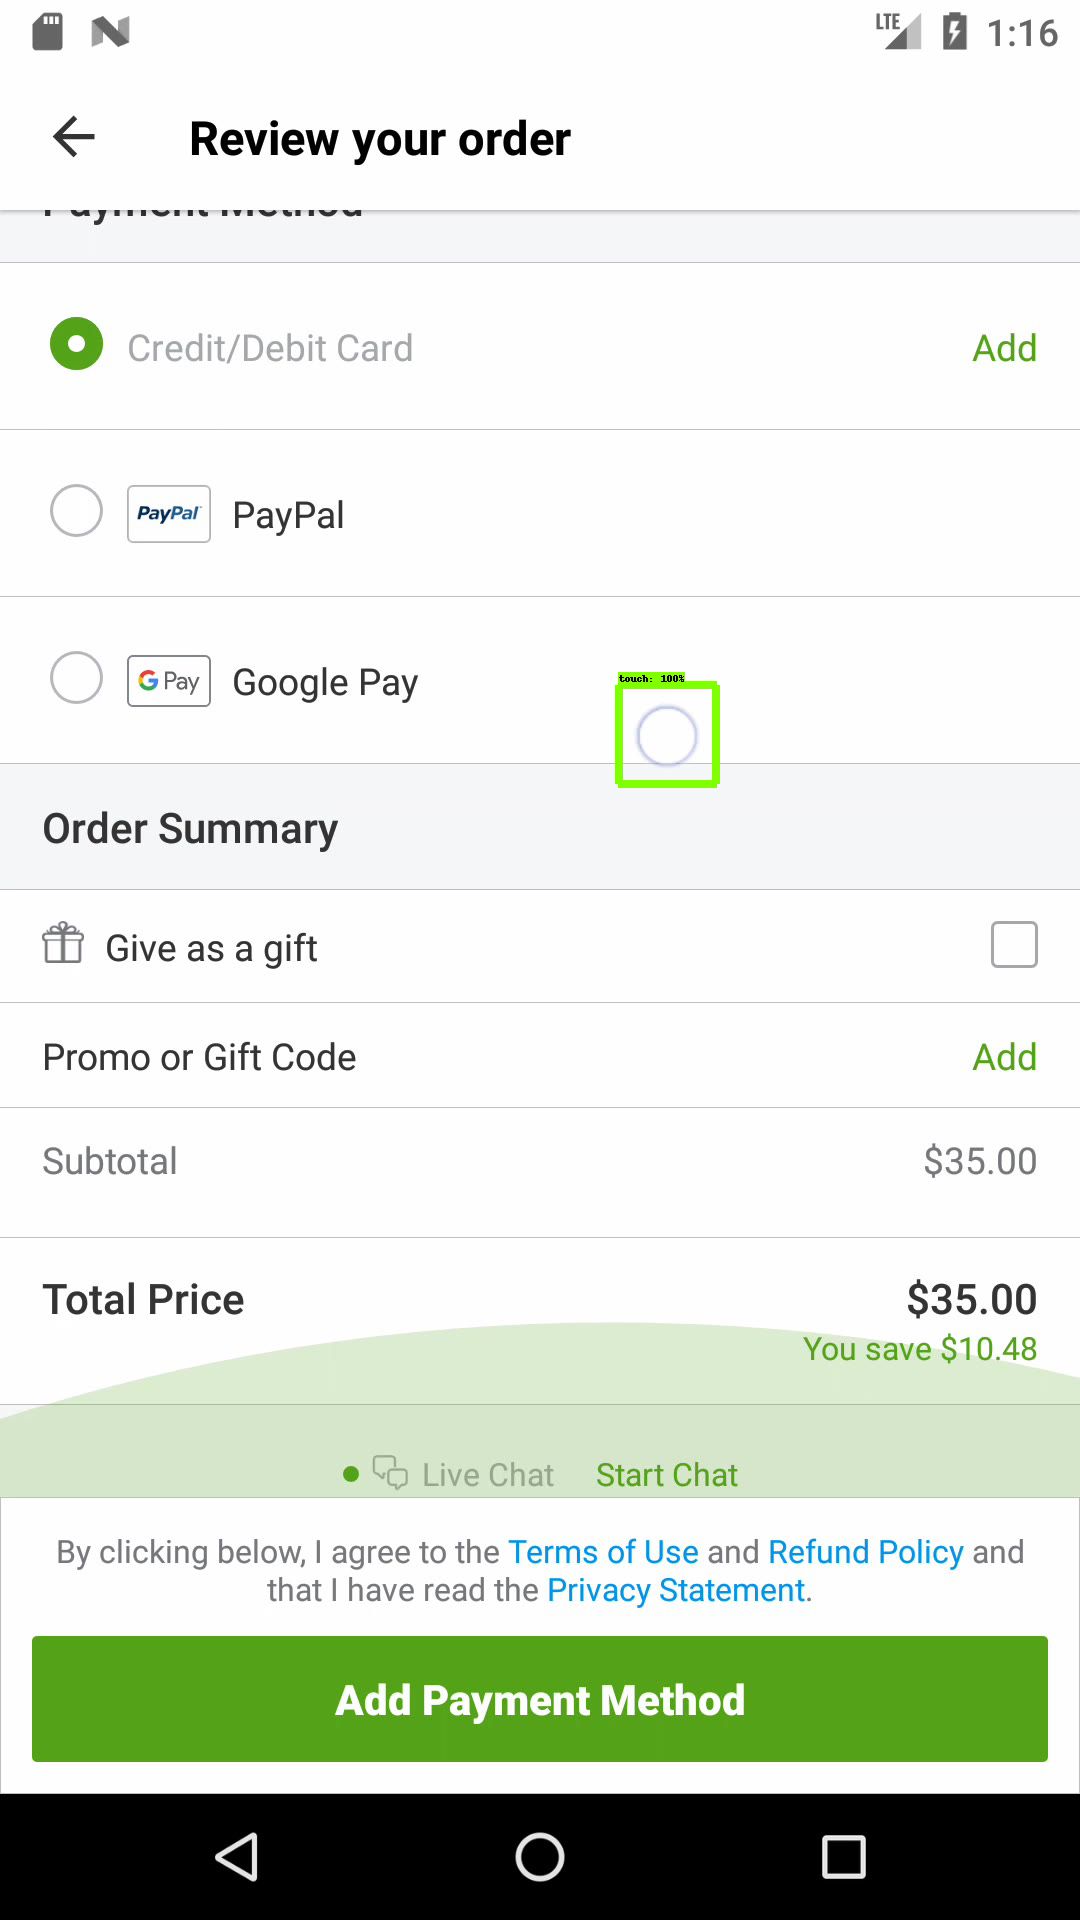 LTE 1:16
Review your order
Payment Method
Credit/Debit Card Add
PayPal PayPal
G Pay Google Pay
touch: 100%
Order Summary
Give as a gift
Promo or Gift Code Add
Subtotal $35.00
Total Price $35.00
You save $10.48
Live Chat Start Chat
By clicking below, I agree to the Terms of Use and Refund Policy and
that I have read the Privacy Statement.
Add Payment Method